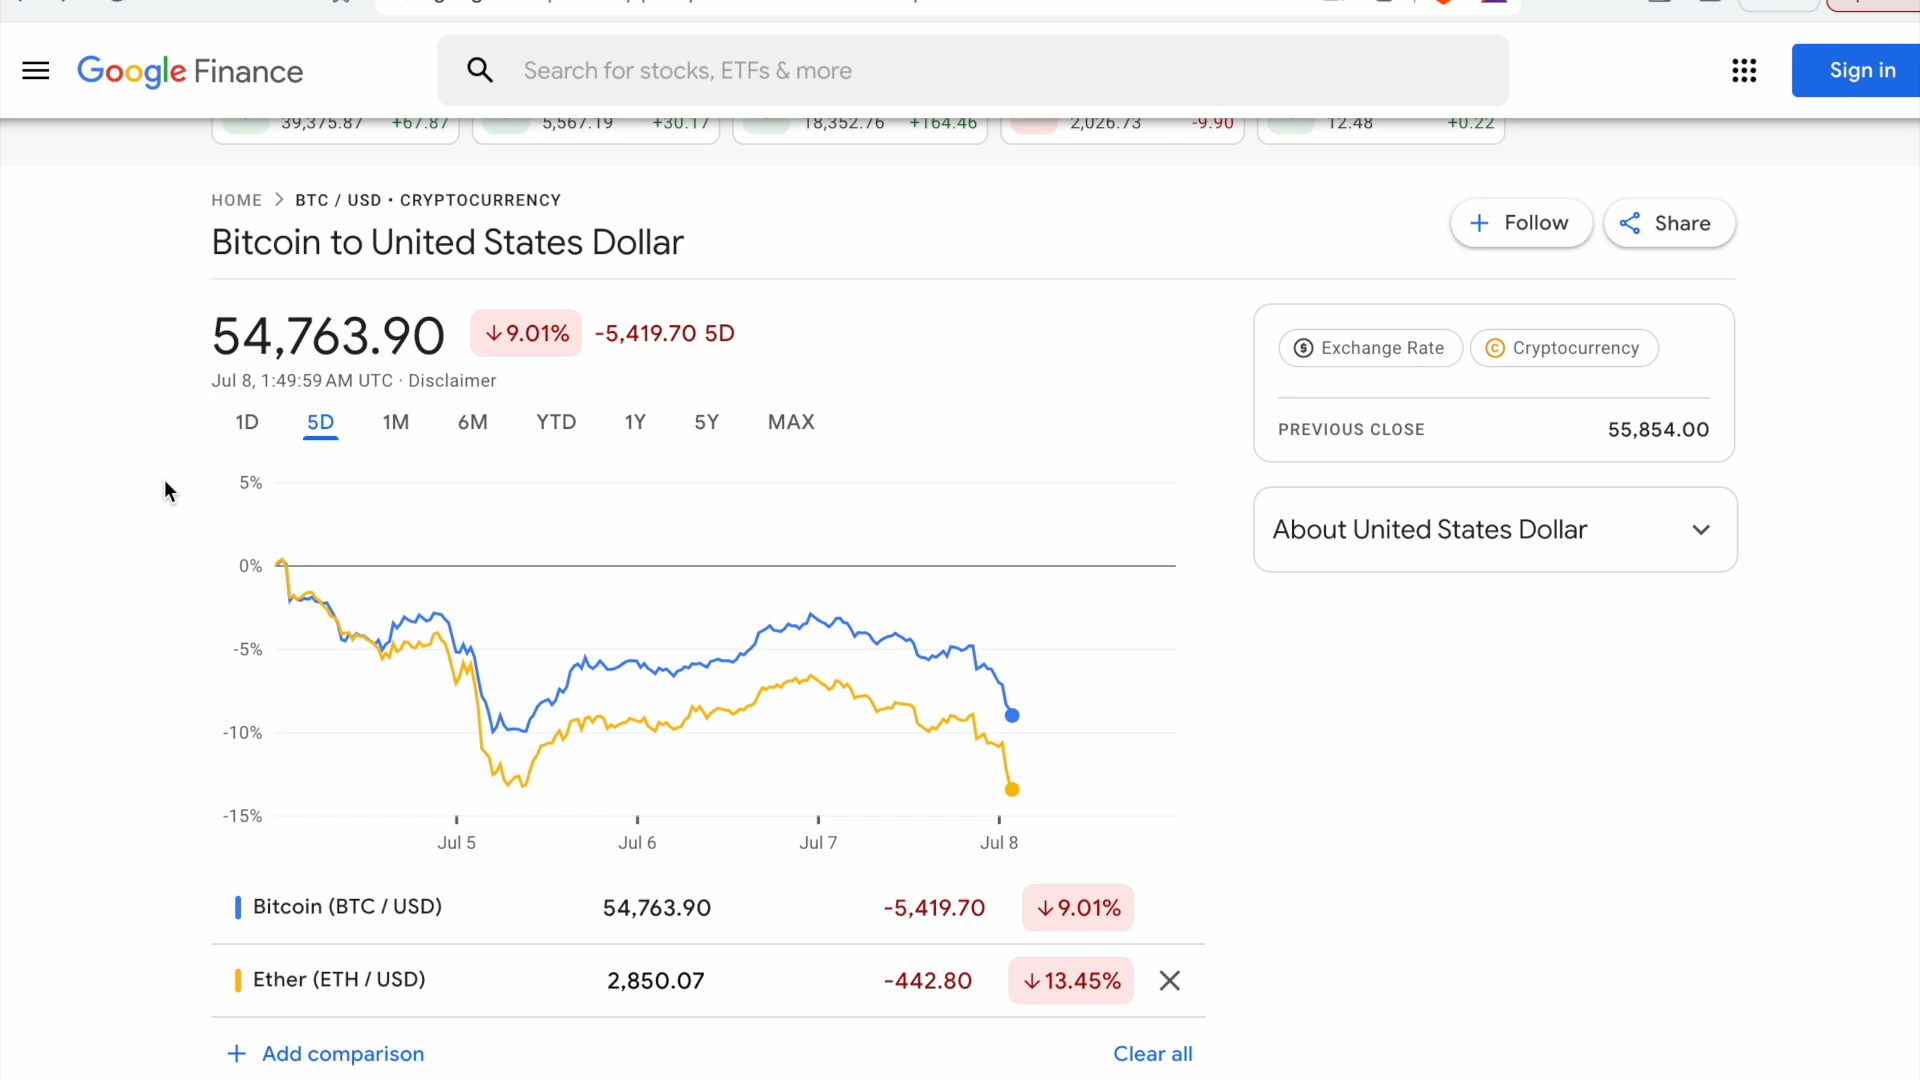 Google Finance
Search for stocks, ETFs & more
Sign in
39,375.87 +67.87
5,567.19 +30.17
18,352.76 +164.46
2,026.73 -9.90
12.48 +0.22
HOME > BTC / USD • CRYPTOCURRENCY
Bitcoin to United States Dollar
+ Follow
Share
54,763.90 ↓9.01% -5,419.70 5D
Jul 8, 1:49:59 AM UTC · Disclaimer
1D 5D 1M 6M YTD 1Y 5Y MAX
Exchange Rate
Cryptocurrency
PREVIOUS CLOSE 55,854.00
About United States Dollar
5%
0%
-5%
-10%
-15%
Jul 5 Jul 6 Jul 7 Jul 8
Bitcoin (BTC / USD) 54,763.90 -5,419.70 ↓9.01%
Ether (ETH / USD) 2,850.07 -442.80 ↓13.45%
+ Add comparison
Clear all